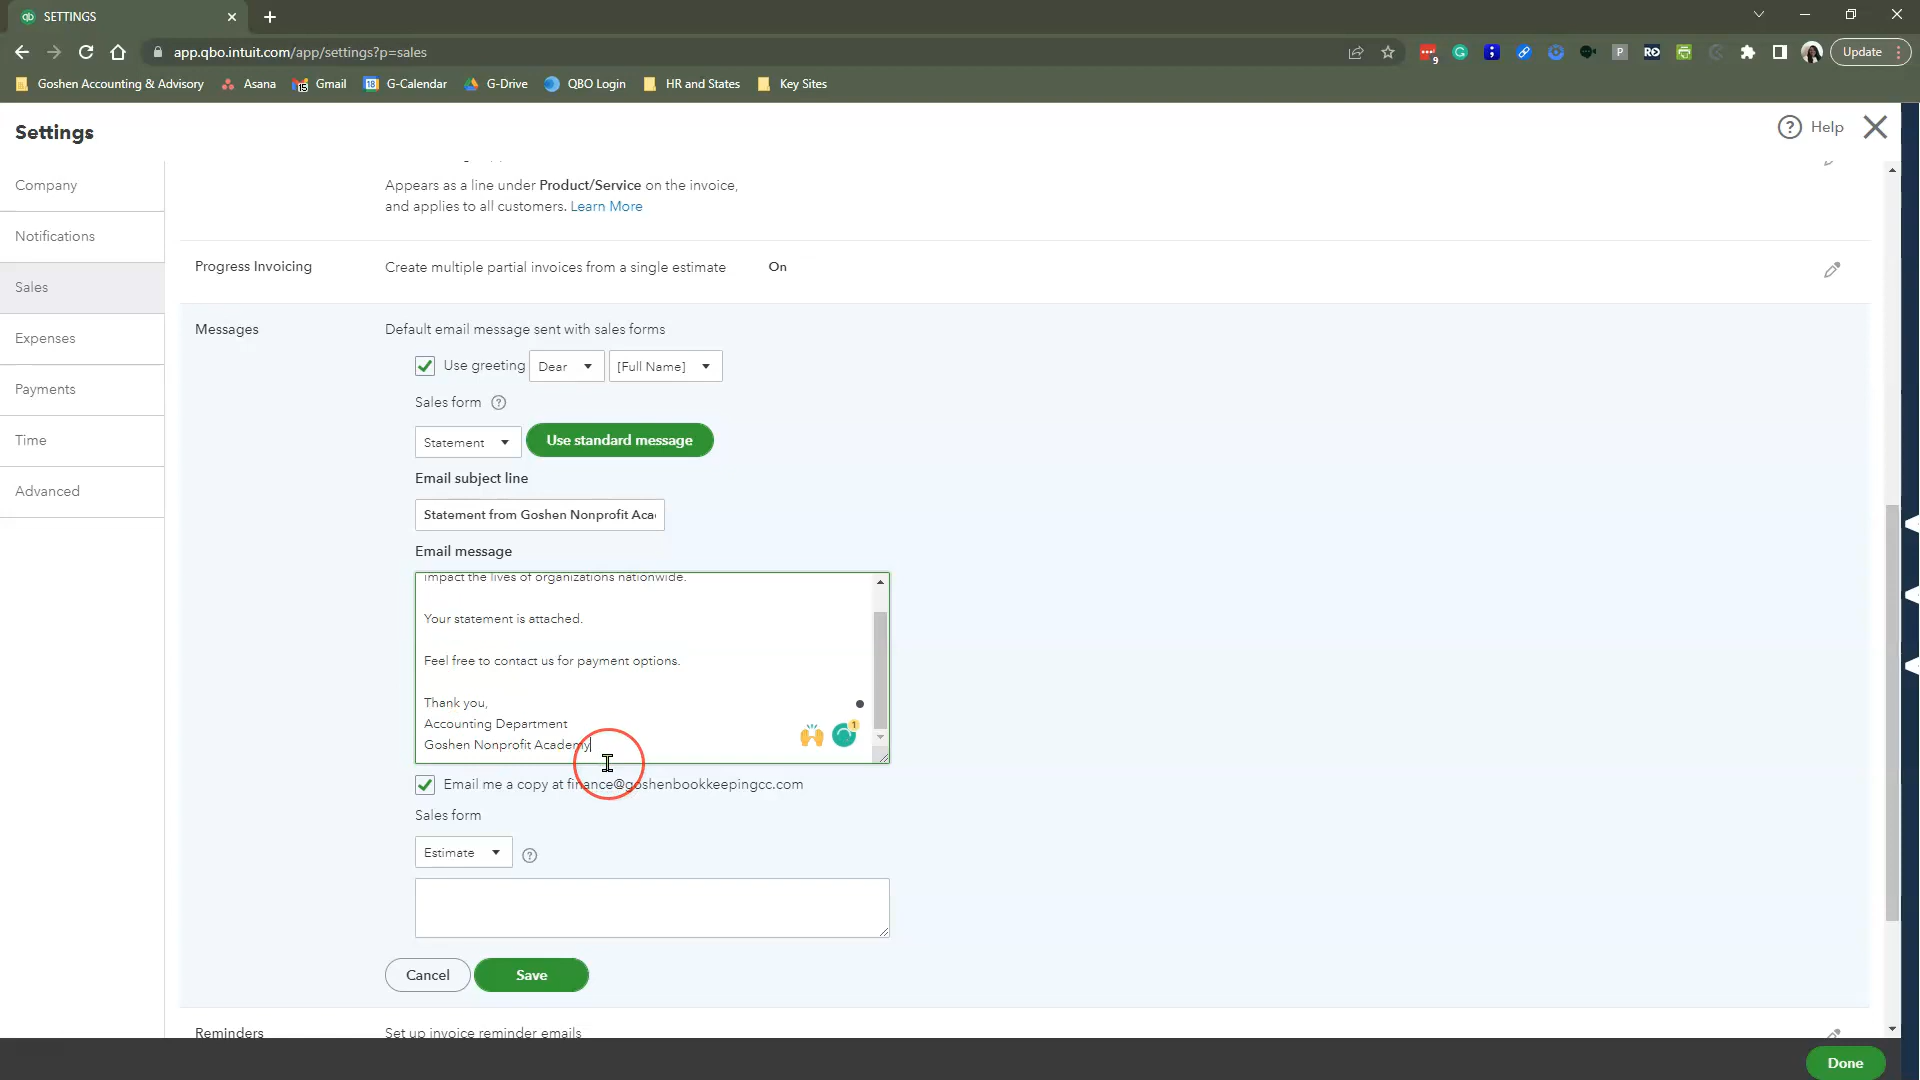 SETTINGS
app.qbo.intuit.com/app/settings?p=sales
9
P
Update
Goshen Accounting & Advisory
Asana
15
Gmail
18
G-Calendar
G-Drive
QBO Login
HR and States
Key Sites
Settings
Help
Company
Notifications
Sales
Expenses
Payments
Time
Advanced
Appears as a line under Product/Service on the invoice,
and applies to all customers. Learn More
Progress Invoicing
Create multiple partial invoices from a single estimate
On
Messages
Default email message sent with sales forms
Use greeting
Dear
[Full Name]
Sales form
Statement
Use standard message
Email subject line
Statement from Goshen Nonprofit Aca
Email message
impact the lives of organizations nationwide.
Your statement is attached.
Feel free to contact us for payment options.
Thank you,
Accounting Department
Goshen Nonprofit Academy
1
Email me a copy at finance@goshenbookkeepingcc.com
Sales form
Estimate
Cancel
Save
Reminders
Set up invoice reminder emails
Done